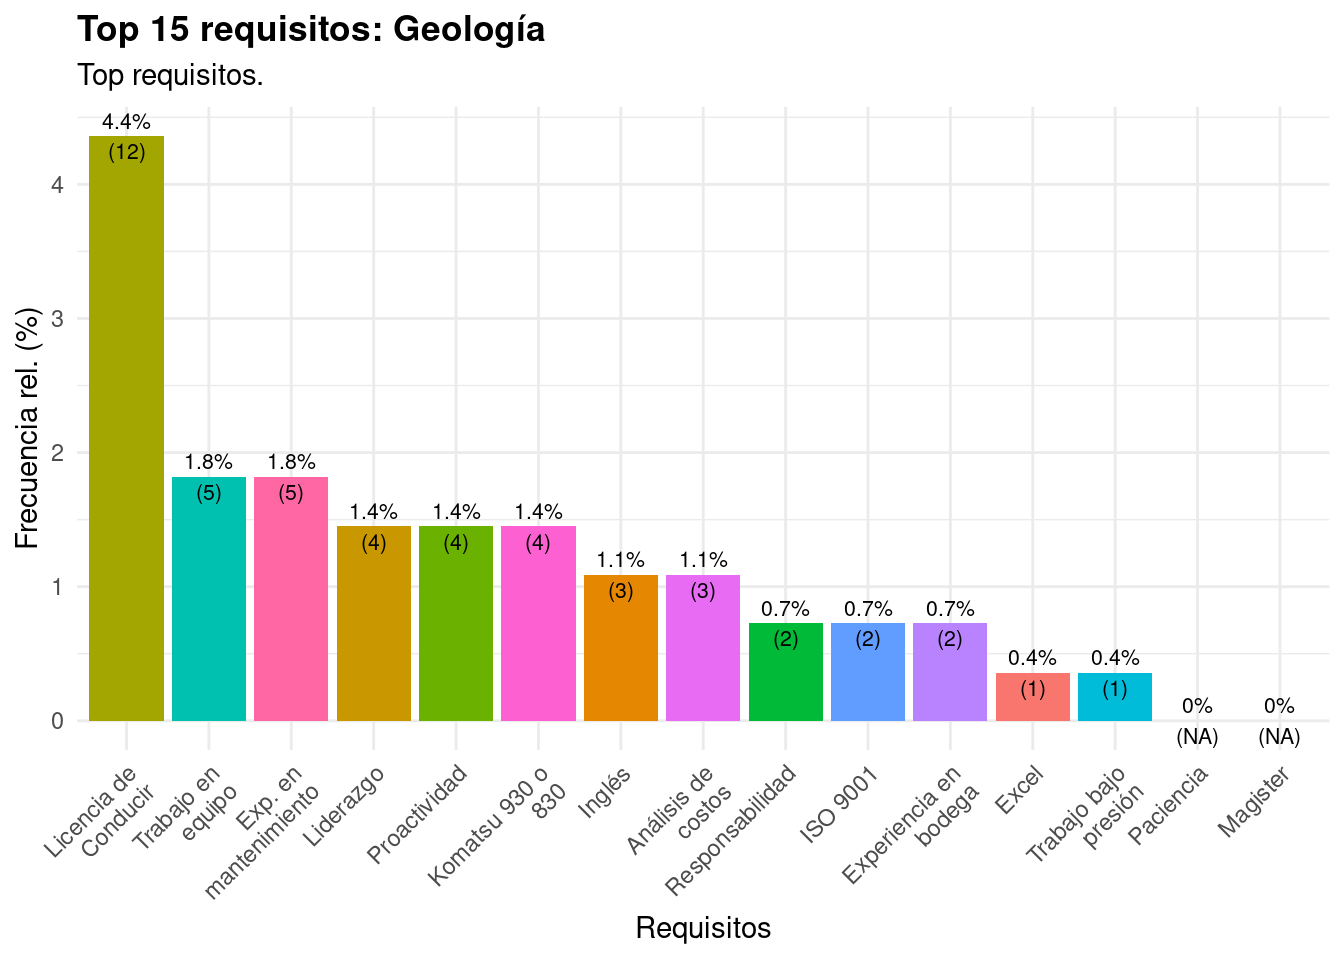 Top 15 requisitos: Geología
Top requisitos.
Frecuencia rel. (%)
4
3
2
1
0
4.4%
(12)
1.8%
(5)
1.8%
(5)
1.4%
(4)
1.4%
(4)
1.4%
(4)
1.1%
(3)
1.1%
(3)
0.7%
(2)
0.7%
(2)
0.7%
(2)
0.4%
(1)
0.4%
(1)
0%
(NA)
0%
(NA)
Licencia de
Conducir
Trabajo en
equipo
Exp. en
mantenimiento
Liderazgo
Proactividad
Komatsu 930 o
830
Inglés
Análisis de
costos
Responsabilidad
ISO 9001
Experiencia en
bodega
Excel
Trabajo bajo
presión
Paciencia
Magister
Requisitos